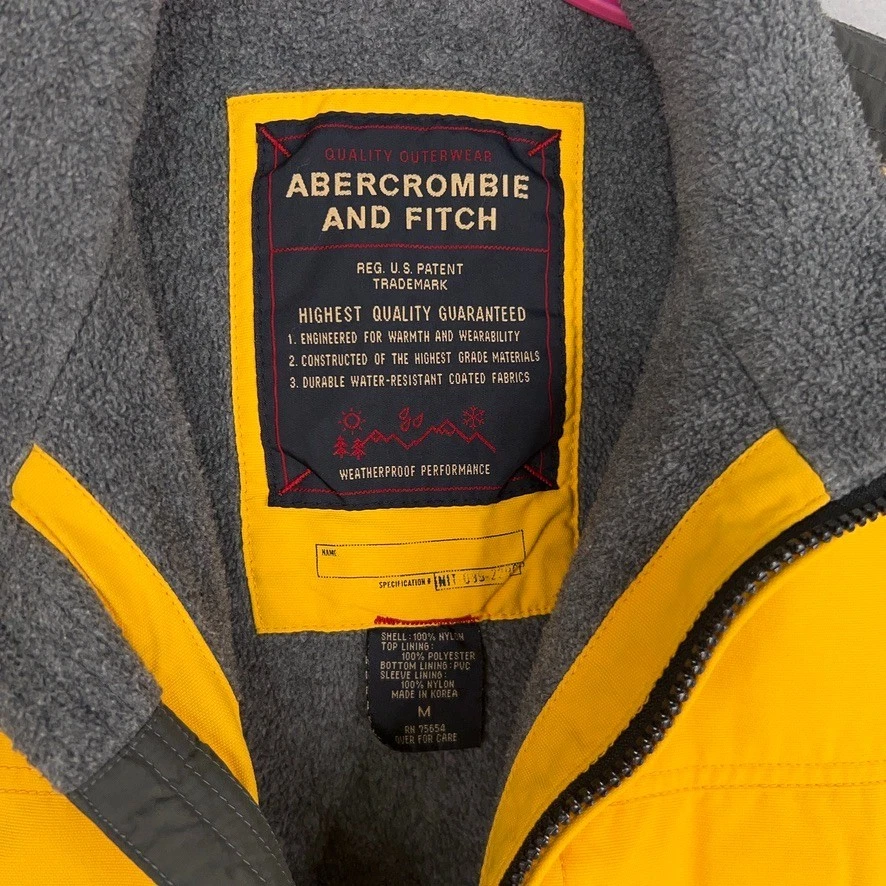 QUALITY OUTERWEAR
ABERCROMBIE
AND FITCH
REG. U.S. PATENT
TRADEMARK
HIGHEST QUALITY GUARANTEED
1. ENGINEERED FOR WARMTH AND WEARABILITY
2. CONSTRUCTED OF THE HIGHEST GRADE MATERIALS
3. DURABLE WATER-RESISTANT COATED FABRICS
WEATHERPROOF PERFORMANCE
NAME
SPECIFICATION #
SHELL: 100% NYLON
TOP LINING:
100% POLYESTER
BOTTOM LINING: PVC
SLEEVE LINING:
100% NYLON
MADE IN KOREA
M
RN 75654
OVER FOR CARE